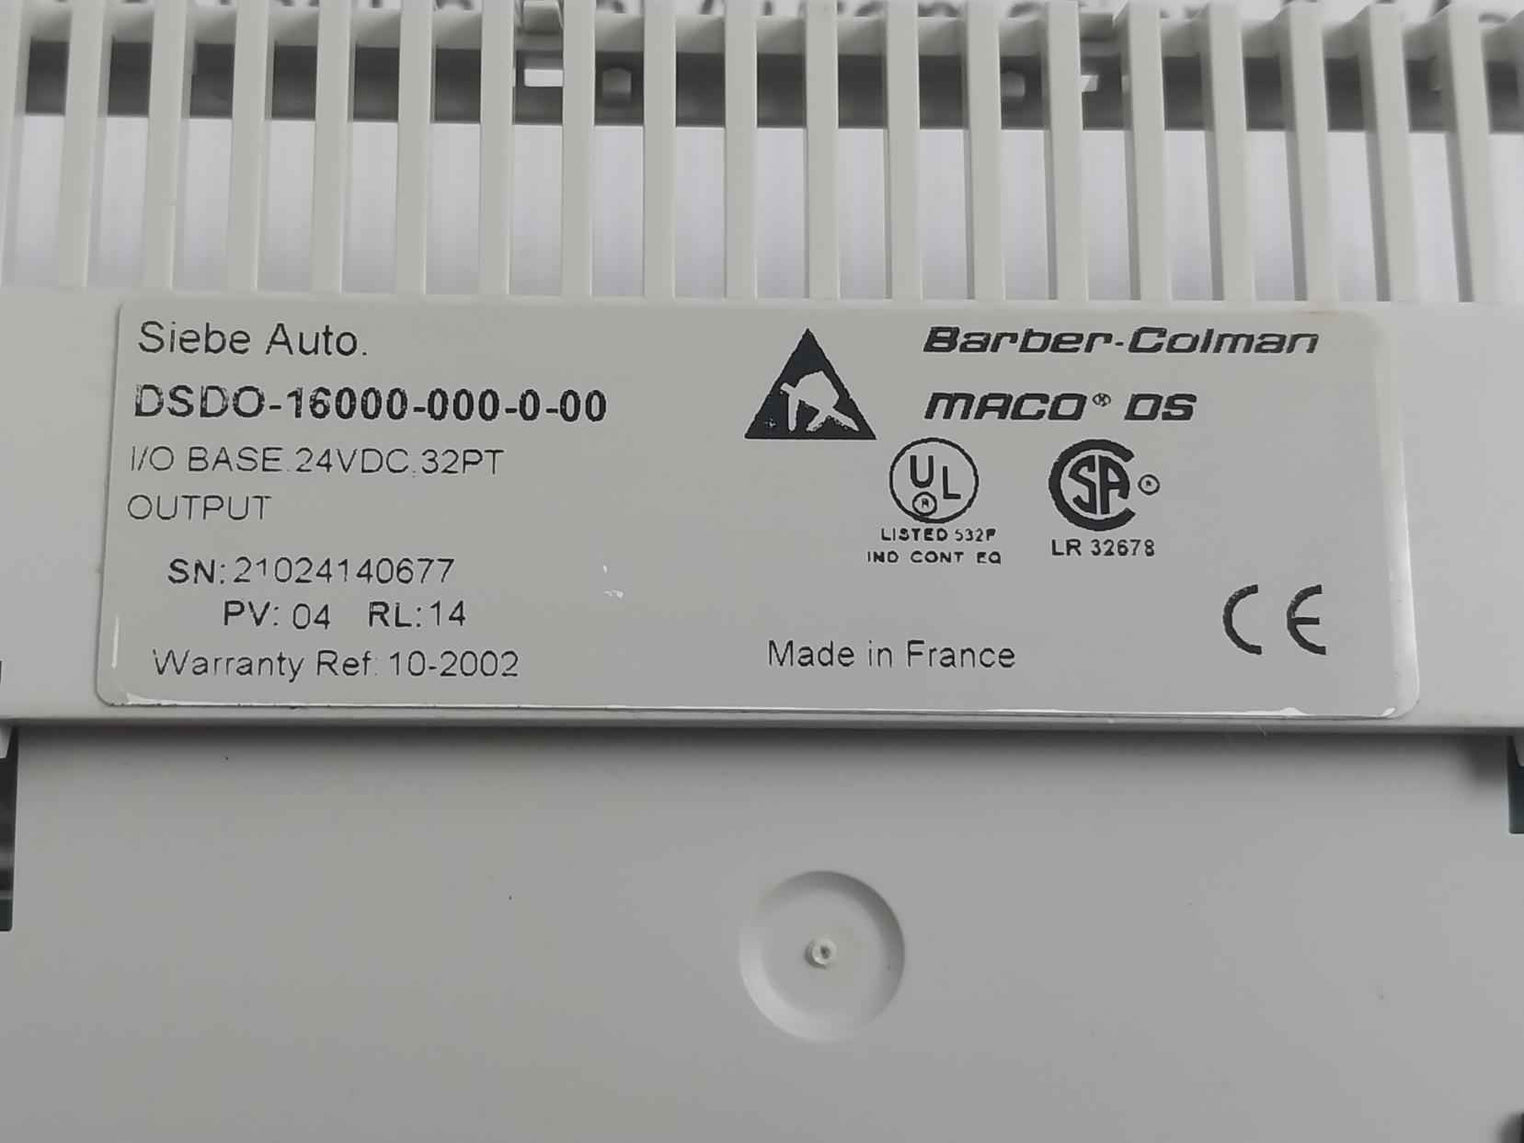 Siebe Auto.
DSDO-16000-000-0-00
I/O BASE.24VDC.32PT
OUTPUT
SN:21024140677
PV: 04 RL:14
Warranty Ref: 10-2002
Barber-Colman
MACO® DS
UL
®
LISTED 532P
IND CONT EQ
SA ®
LR 32678
Made in France
CE